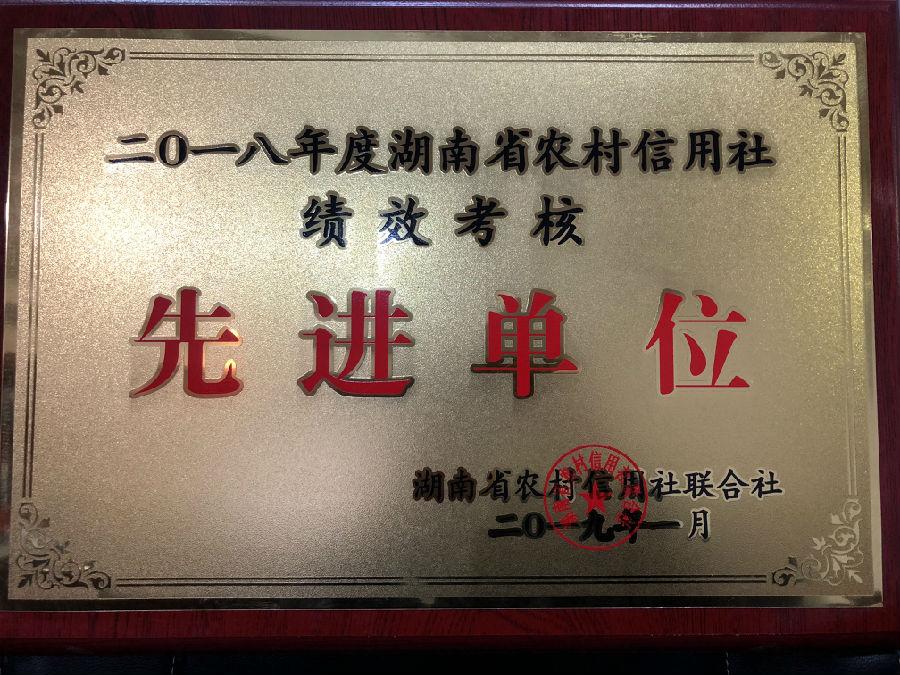 二〇一八年度湖南省农村信用社
绩效考核
先进单位
湖南省农村信用社联合社
二〇一九年一月